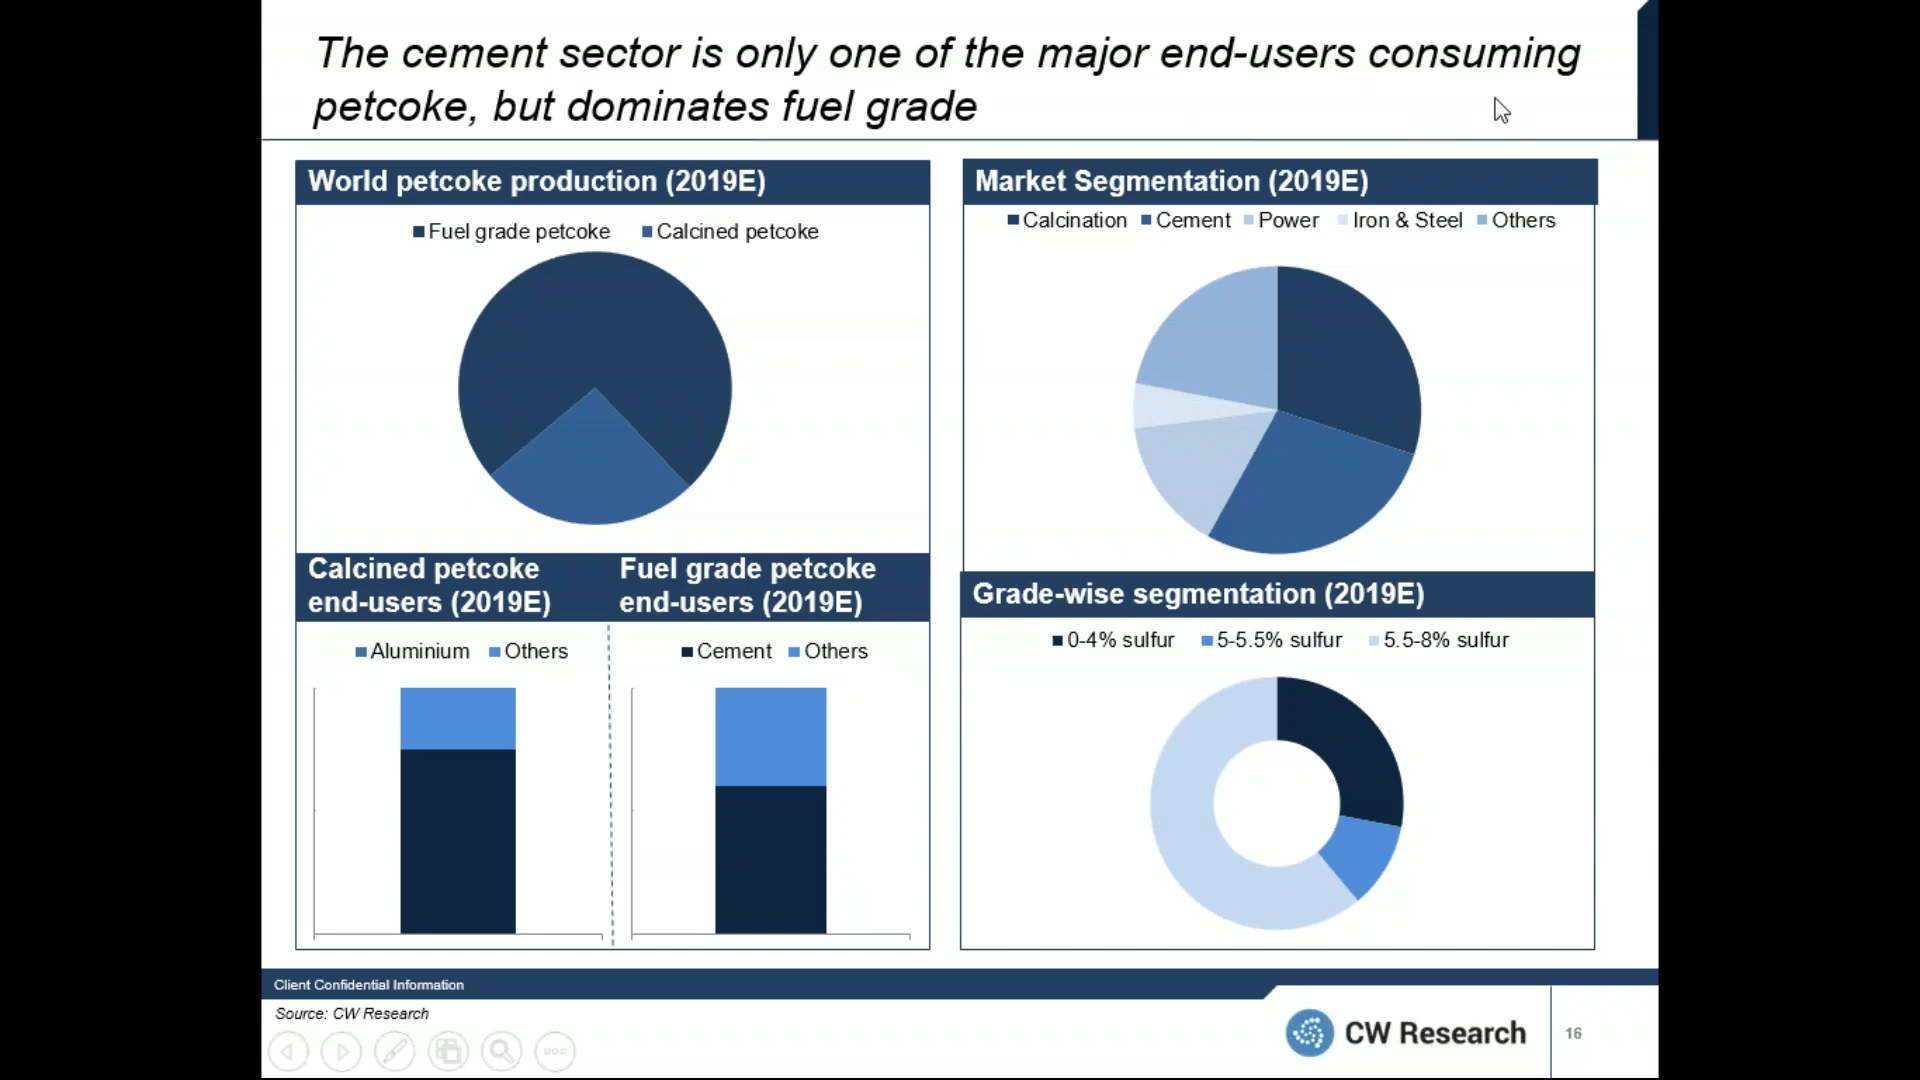 The cement sector is only one of the major end-users consuming
petcoke, but dominates fuel grade
World petcoke production (2019E)
Fuel grade petcoke Calcined petcoke
Calcined petcoke
end-users (2019E)
Fuel grade petcoke
end-users (2019E)
Aluminium Others
Cement Others
Market Segmentation (2019E)
Calcination Cement Power Iron & Steel Others
Grade-wise segmentation (2019E)
0-4% sulfur 5-5.5% sulfur 5.5-8% sulfur
Client Confidential Information
Source: CW Research
CW Research
16